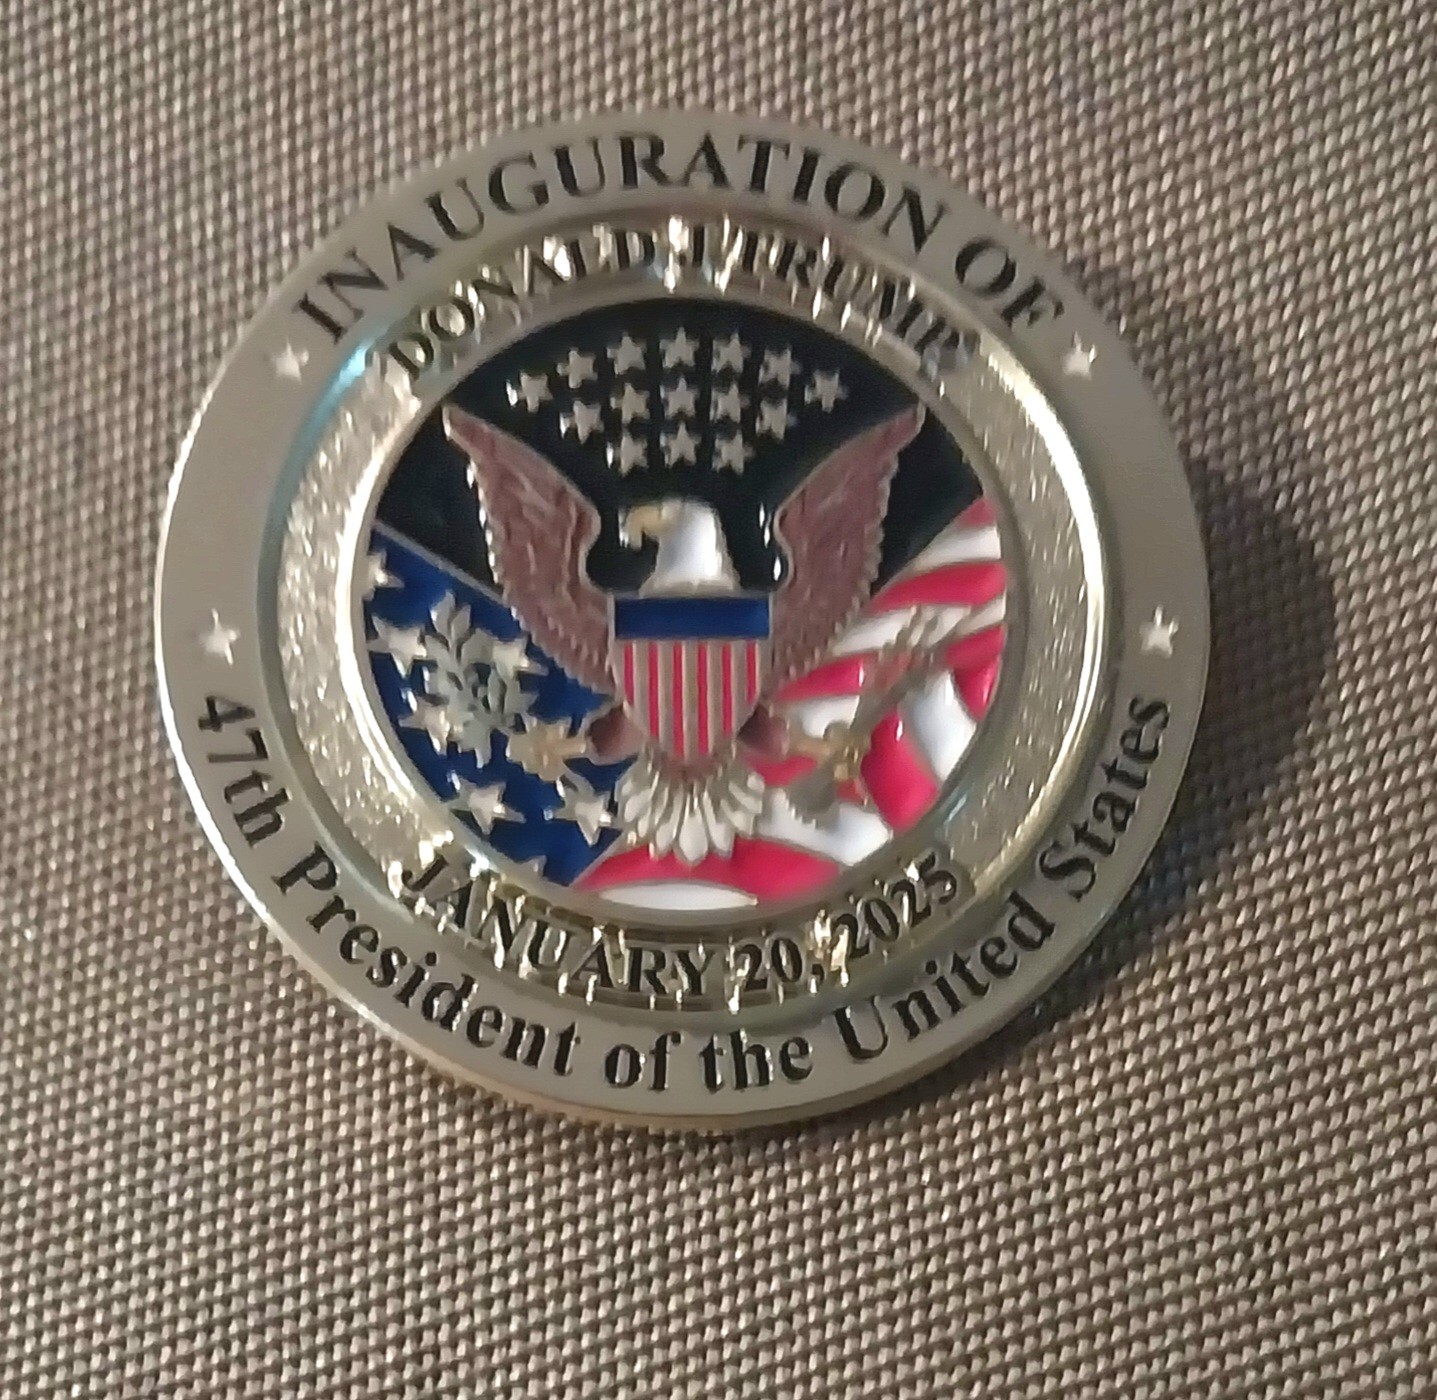 INAUGURATION OF
DONALD J TRUMP
JANUARY 20, 2025
47th President of the United States